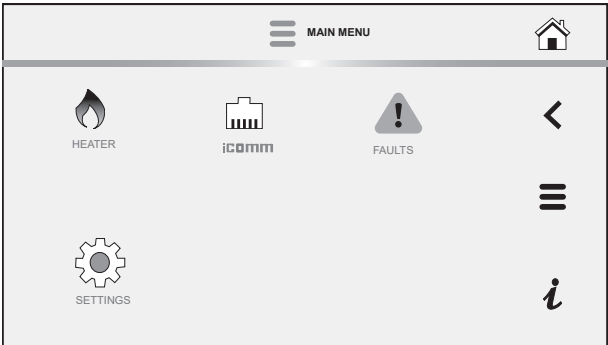 MAIN MENU
HEATER
icomm
FAULTS
SETTINGS
i